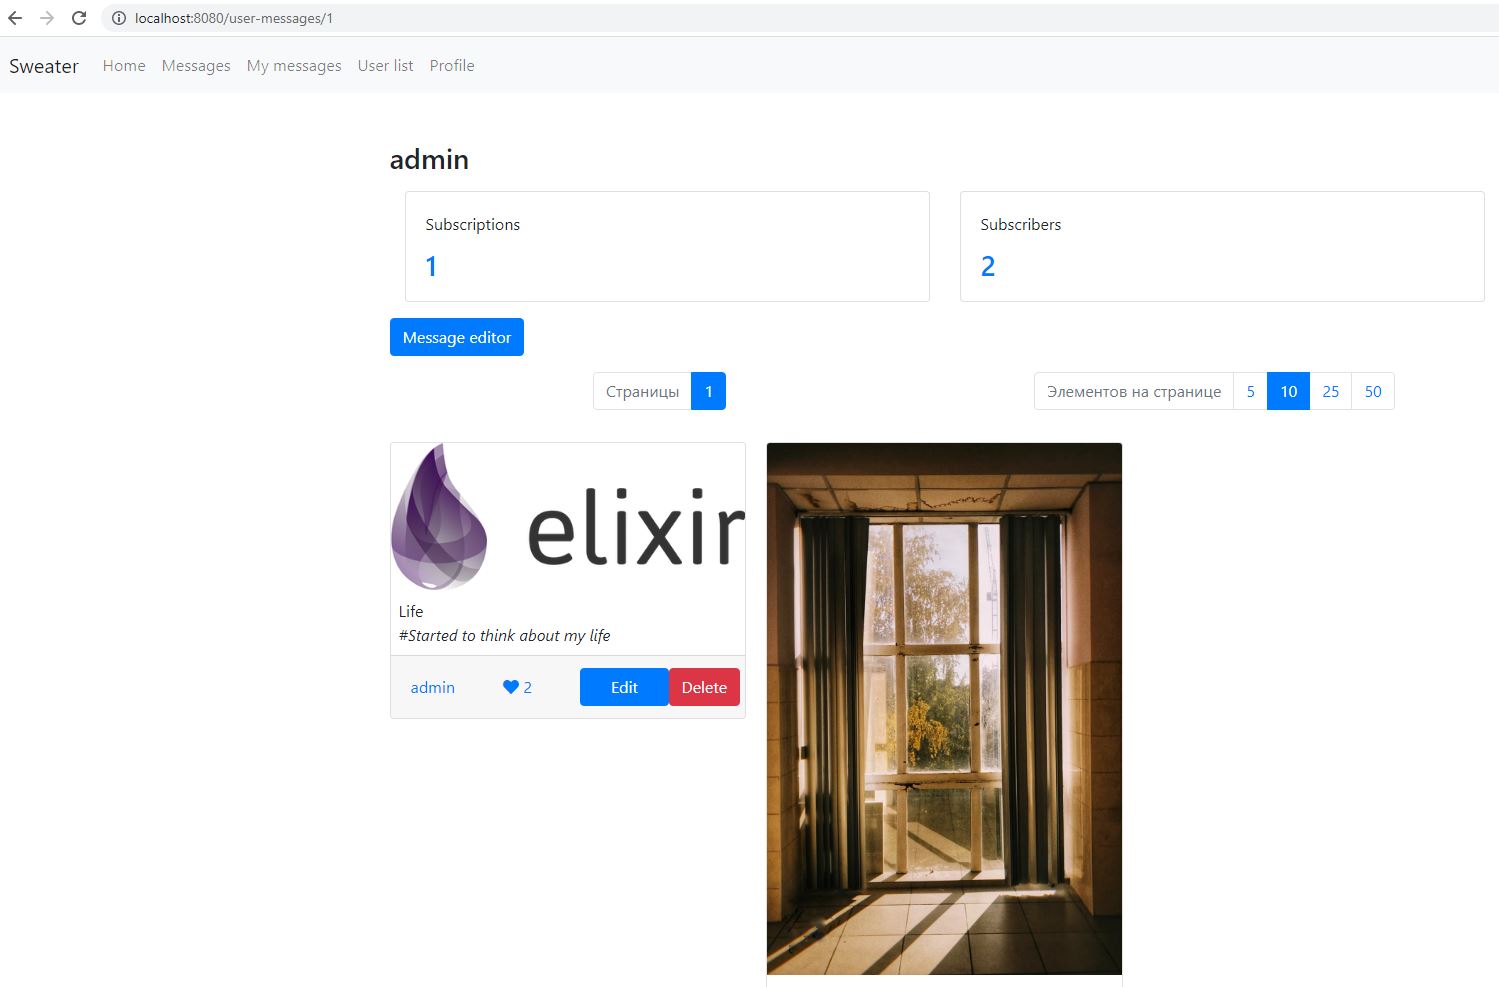 localhost:8080/user-messages/1
Sweater Home Messages My messages User list Profile
admin
Subscriptions
1
Subscribers
2
Message editor
Страницы 1
Элементов на странице 5 10 25 50
elixir
Life
#Started to think about my life
admin 2 Edit Delete